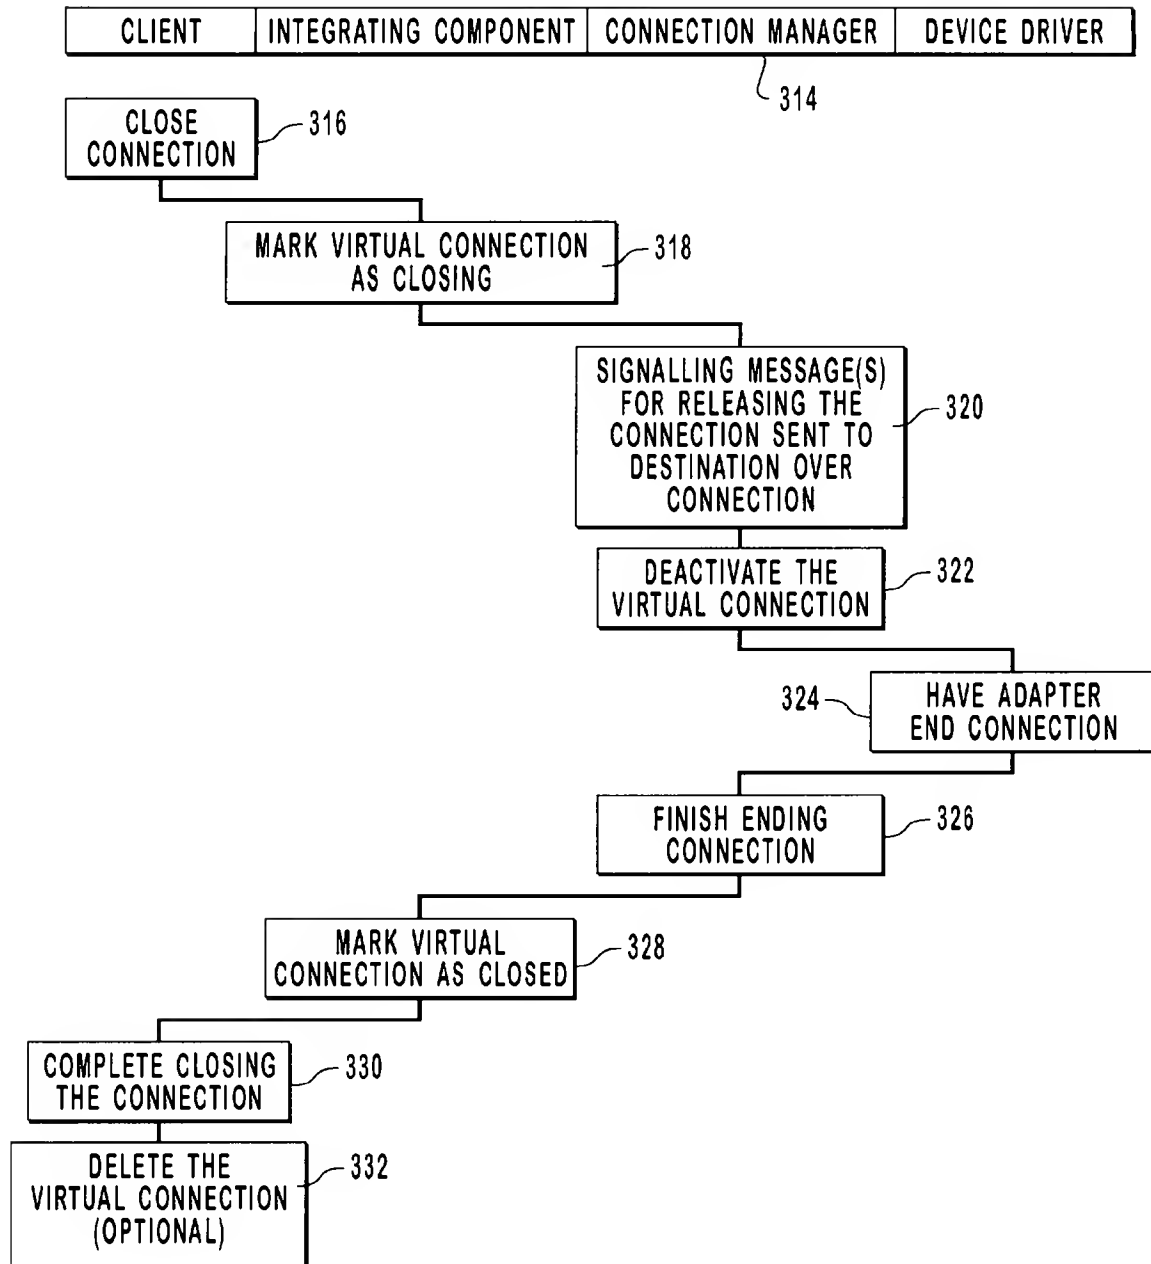 CLIENT INTEGRATING COMPONENT CONNECTION MANAGER DEVICE DRIVER
314
CLOSE
CONNECTION
316
MARK VIRTUAL CONNECTION
AS CLOSING
318
SIGNALLING MESSAGE(S)
FOR RELEASING THE
CONNECTION SENT TO
DESTINATION OVER
CONNECTION
320
DEACTIVATE THE
VIRTUAL CONNECTION
322
324
HAVE ADAPTER
END CONNECTION
FINISH ENDING
CONNECTION
326
MARK VIRTUAL
CONNECTION AS CLOSED
328
COMPLETE CLOSING
THE CONNECTION
330
DELETE THE
VIRTUAL CONNECTION
(OPTIONAL)
332